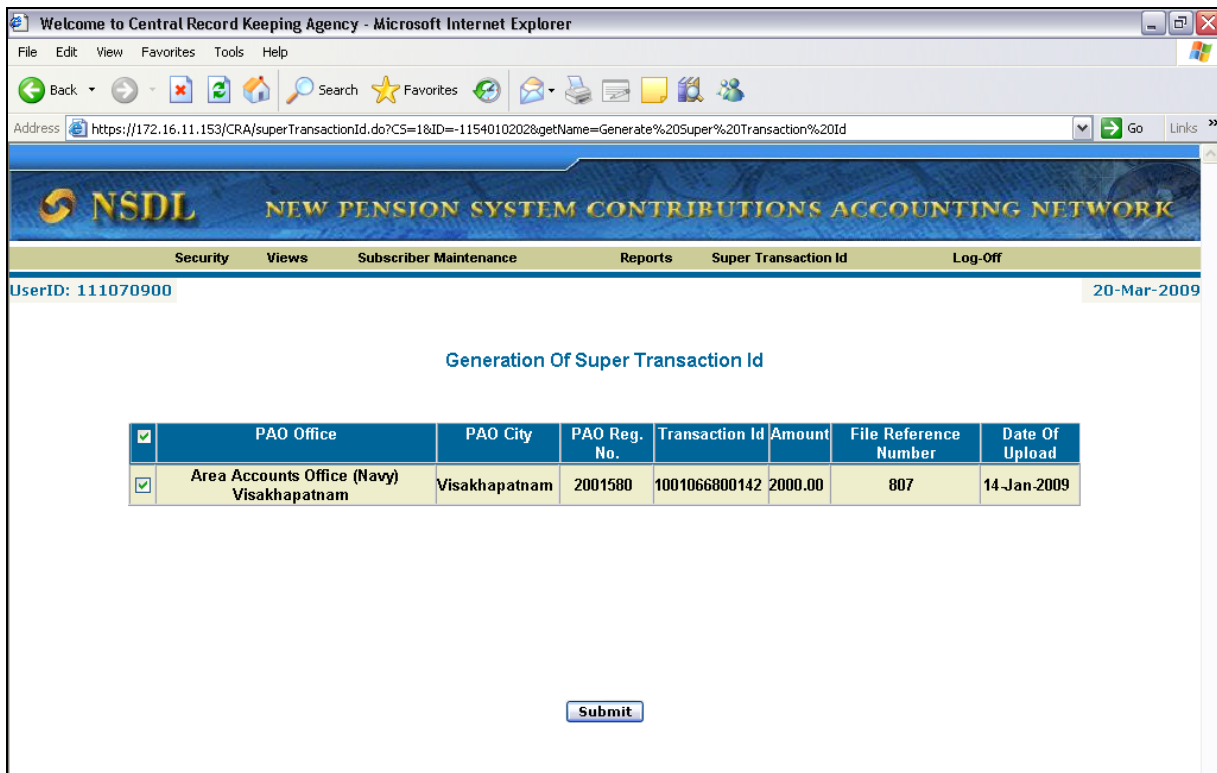 Welcome to Central Record Keeping Agency - Microsoft Internet Explorer
File Edit View Favorites Tools Help
Back Search Favorites
Address https://172.16.11.153/CRA/superTransactionId.do?CS=1&ID=-1154010202&getName=Generate%20Super%20Transaction%20Id Go Links »
NSDL NEW PENSION SYSTEM CONTRIBUTIONS ACCOUNTING NETWORK
Security Views Subscriber Maintenance Reports Super Transaction Id Log-Off
UserID: 111070900 20-Mar-2009
Generation Of Super Transaction Id
PAO Office PAO City PAO Reg. No. Transaction Id Amount File Reference Number Date Of Upload
Area Accounts Office (Navy) Visakhapatnam Visakhapatnam 2001580 1001066800142 2000.00 807 14-Jan-2009
Submit